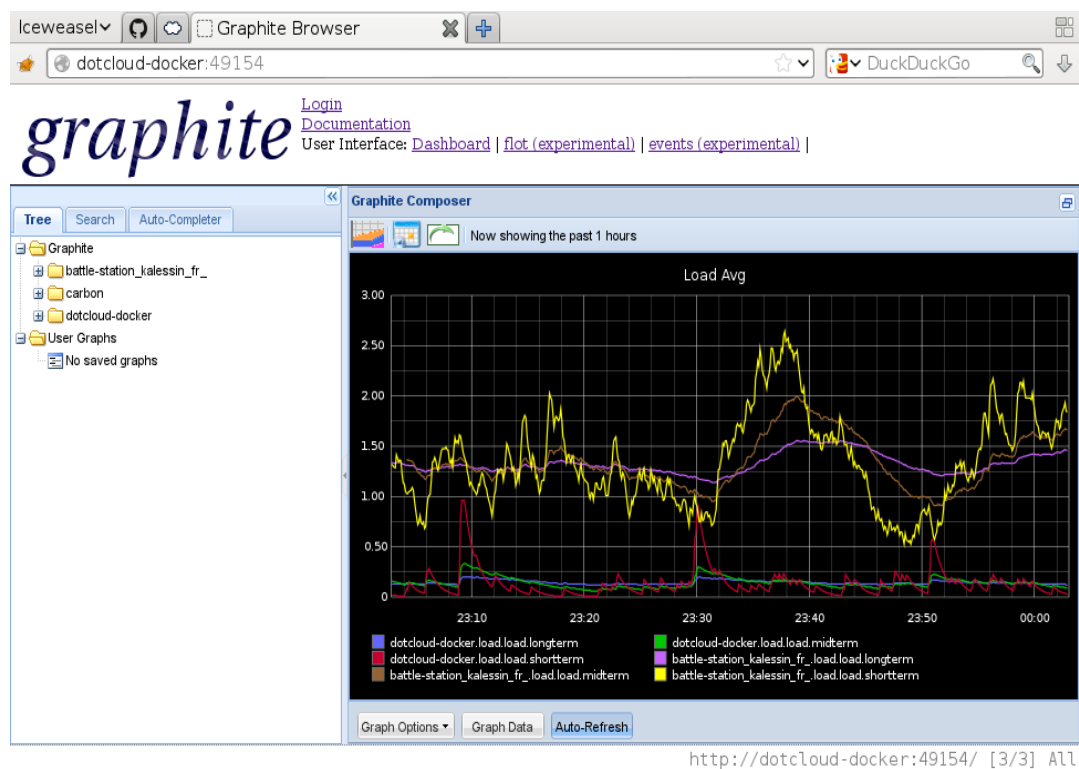 Iceweasel
Graphite Browser
dotcloud-docker:49154
DuckDuckGo
graphite
Login
Documentation
User Interface: Dashboard | flot (experimental) | events (experimental) |
Tree
Search
Auto-Completer
Graphite
battle-station_kalessin_fr_
carbon
dotcloud-docker
User Graphs
No saved graphs
Graphite Composer
Now showing the past 1 hours
Load Avg
3.00
2.50
2.00
1.50
1.00
0.50
0
23:10 23:20 23:30 23:40 23:50 00:00
dotcloud-docker.load.load.longterm
dotcloud-docker.load.load.midterm
dotcloud-docker.load.load.shortterm
battle-station_kalessin_fr_.load.load.longterm
battle-station_kalessin_fr_.load.load.midterm
battle-station_kalessin_fr_.load.load.shortterm
Graph Options
Graph Data
Auto-Refresh
http://dotcloud-docker:49154/ [3/3] All